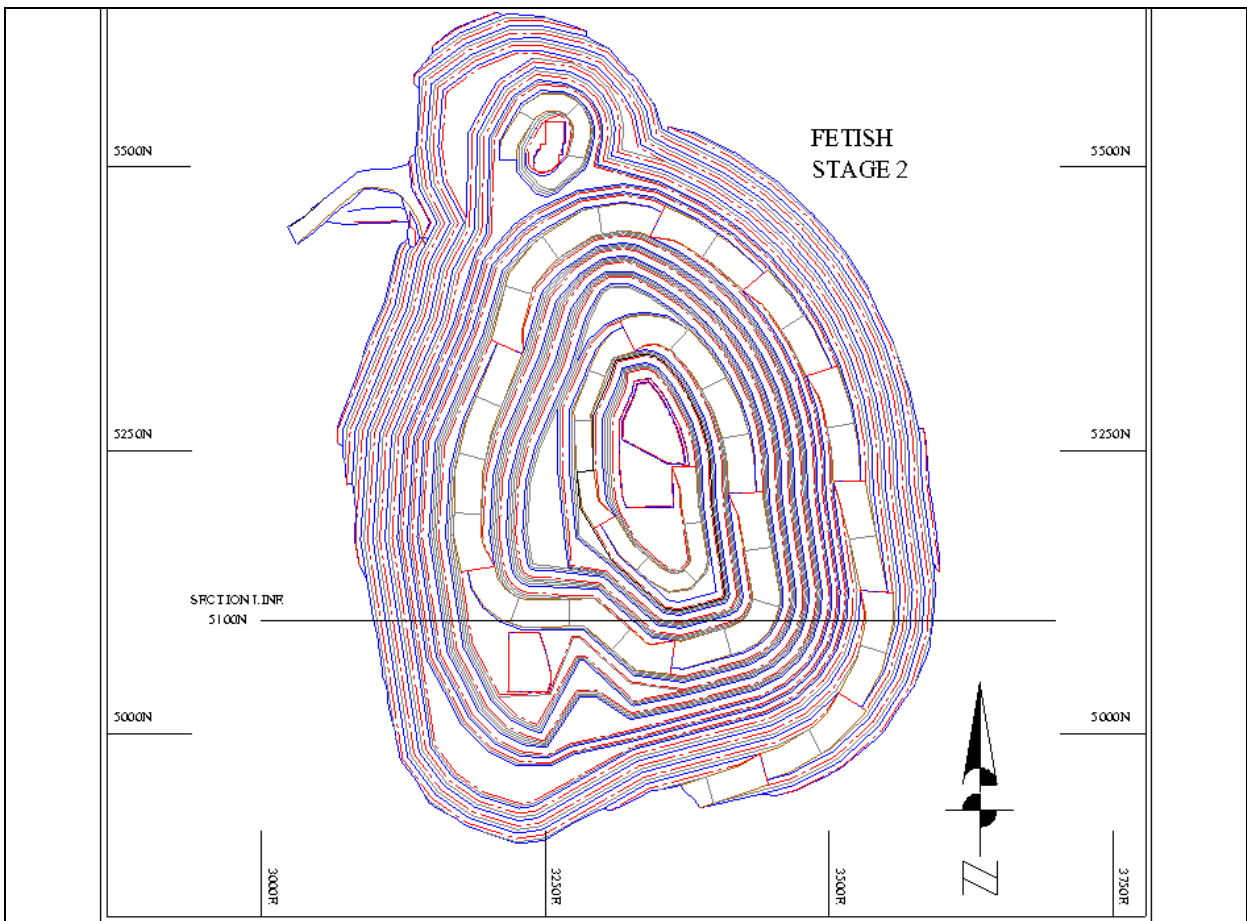 FETISH
STAGE 2
5500N
5500N
5250N
5250N
SECTION LINE
5100N
5000N
5000N
3000E
3250E
3500E
3750E
N